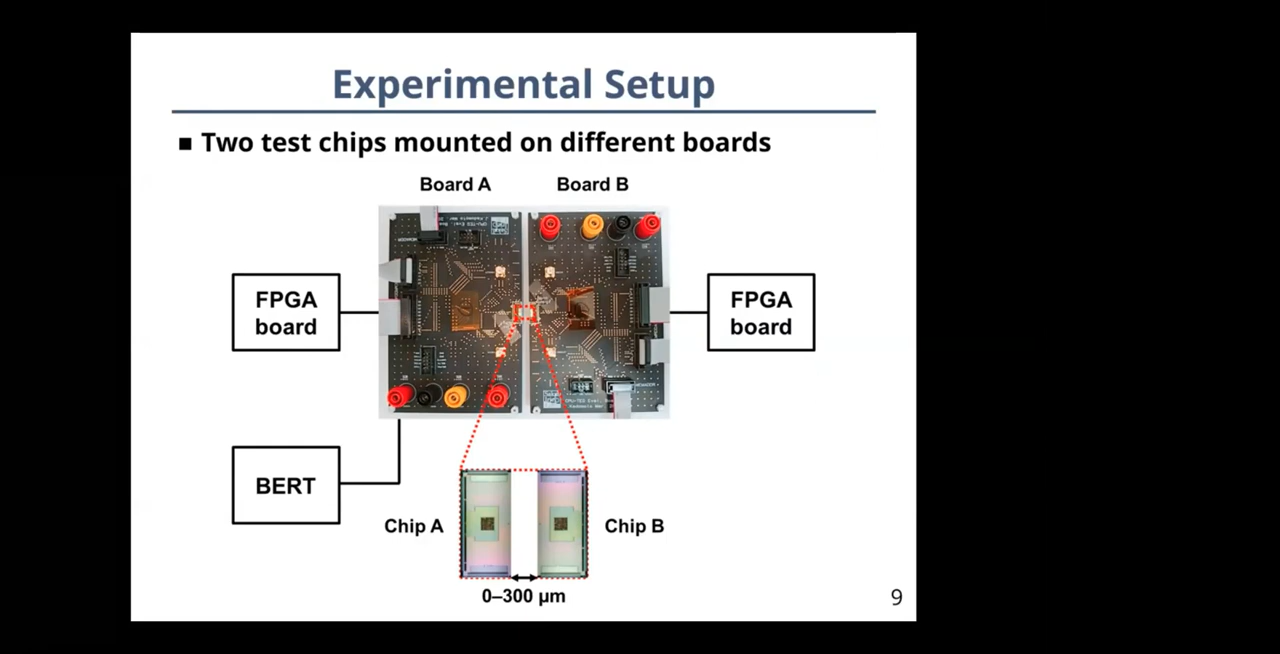 Experimental Setup
■ Two test chips mounted on different boards
Board A
Board B
FPGA
board
FPGA
board
BERT
Chip A
Chip B
0–300 µm
9